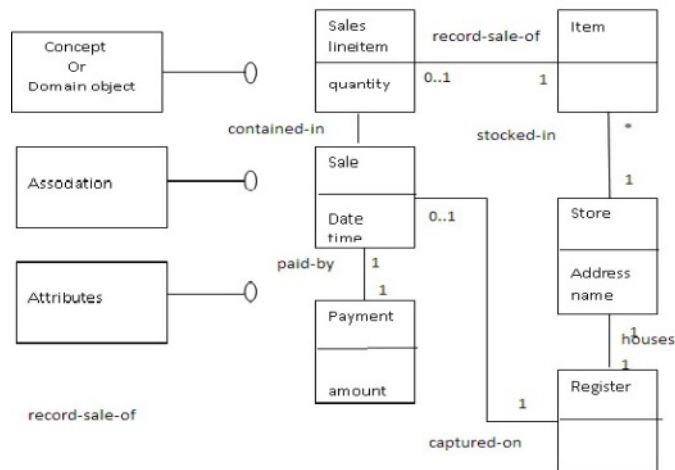 Concept
Or
Domain object
Association
Attributes
record-sale-of
Sales
lineitem
quantity
record-sale-of
0..1
1
Item
contained-in
stocked-in
*
1
Sale
Date
time
0..1
paid-by
1
1
Payment
amount
Store
Address
name
1
houses
1
Register
1
captured-on